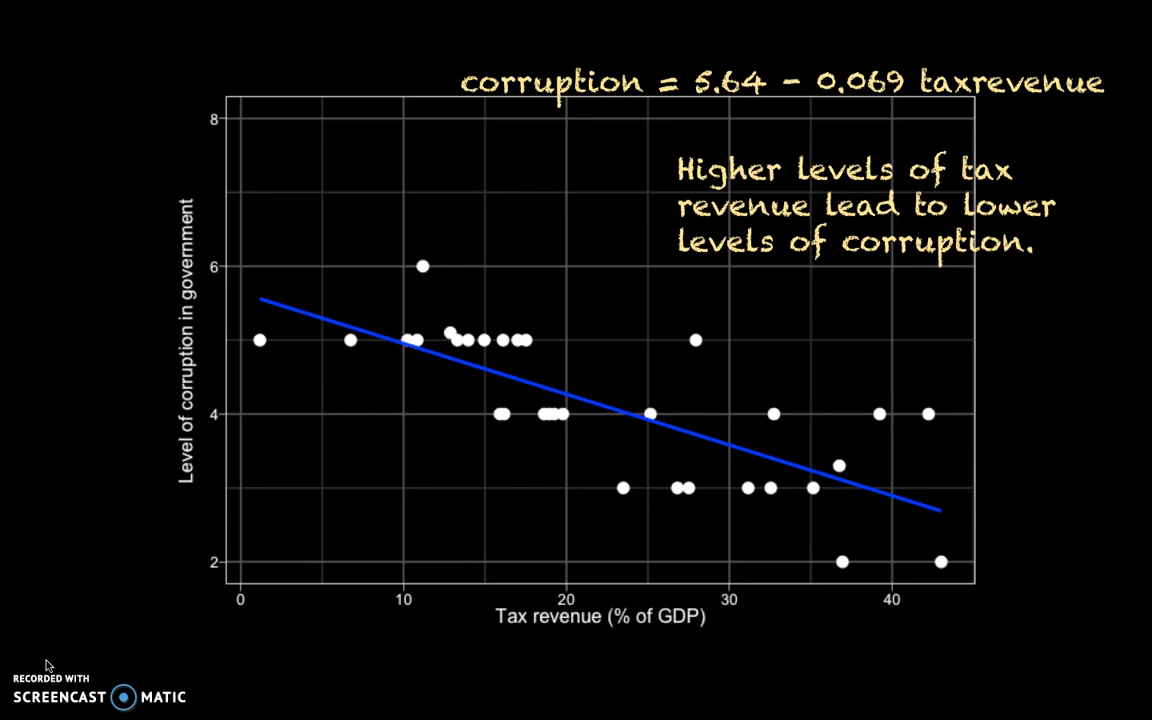 corruption = 5.64 - 0.069 taxrevenue
Higher levels of tax
revenue lead to lower
levels of corruption.
Level of corruption in government
8
6
4
2
0 10 20 30 40
Tax revenue (% of GDP)
RECORDED WITH
SCREENCAST MATIC